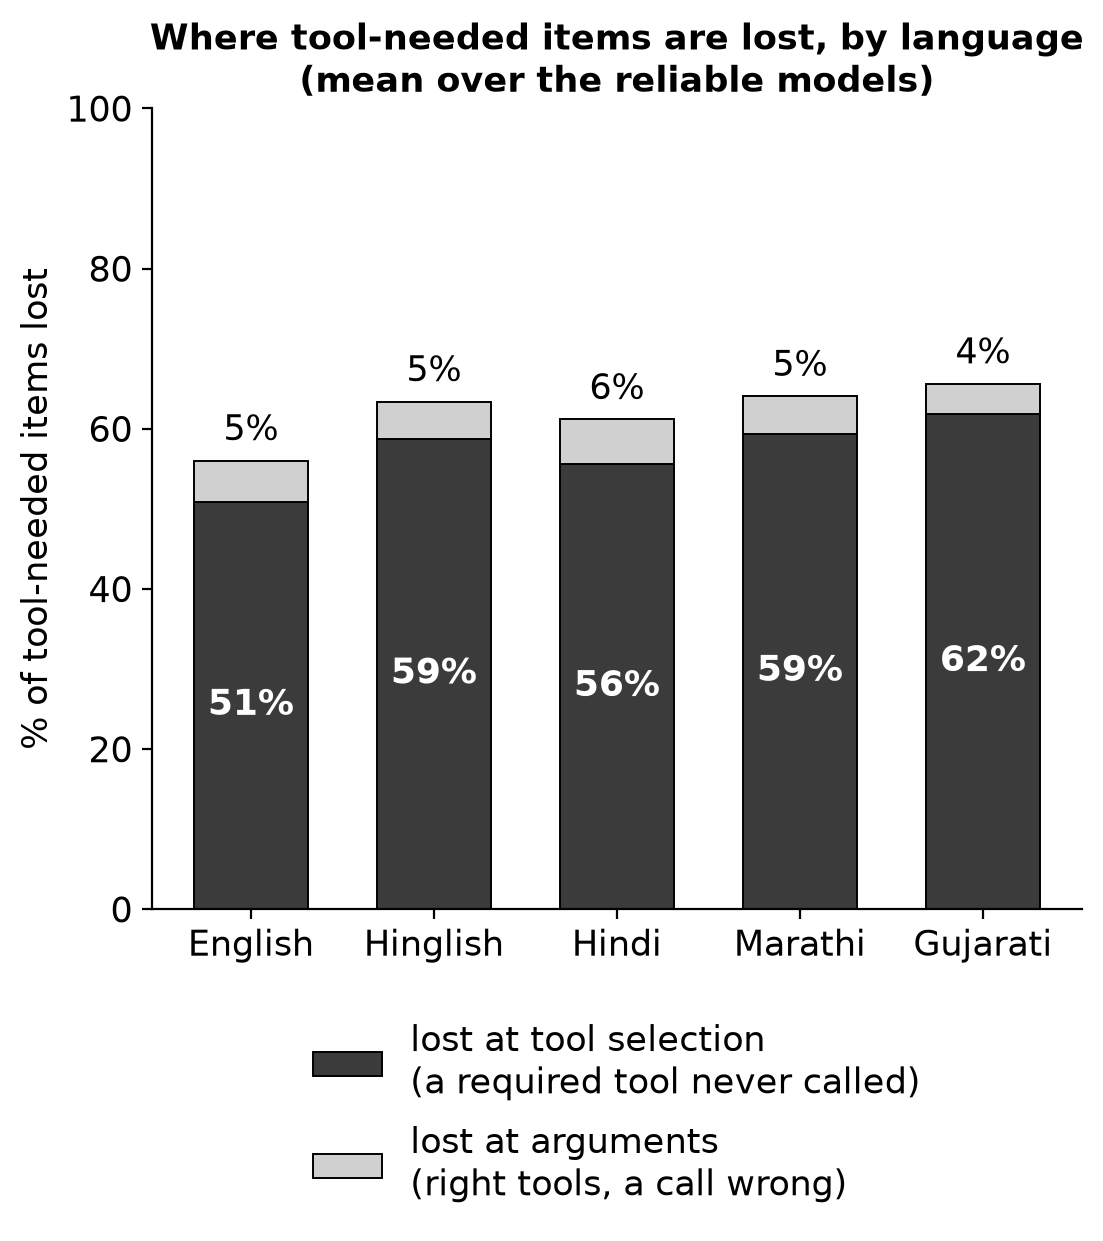 Where tool-needed items are lost, by language
(mean over the reliable models)
% of tool-needed items lost
100
80
60
40
20
0
5%
5%
6%
5%
4%
51%
59%
56%
59%
62%
English
Hinglish
Hindi
Marathi
Gujarati
lost at tool selection
(a required tool never called)
lost at arguments
(right tools, a call wrong)